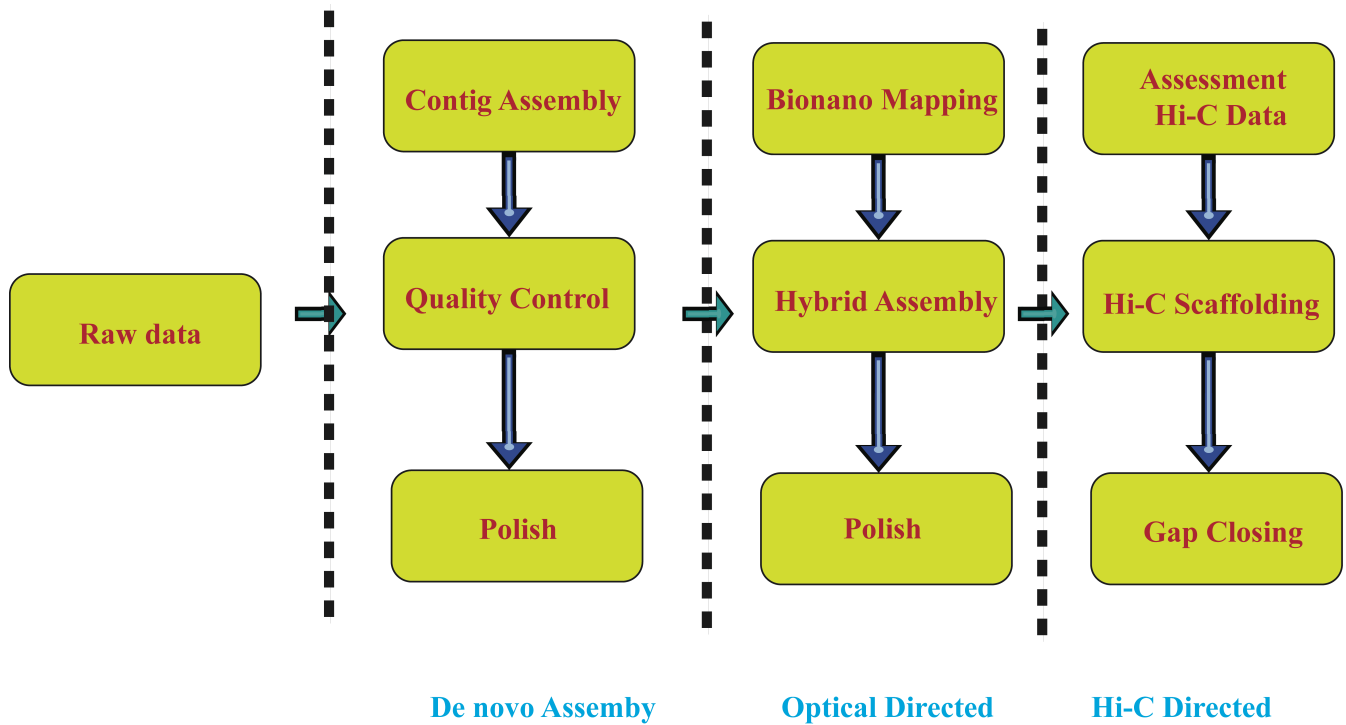 Raw data
Contig Assembly
Quality Control
Polish
De novo Assemby
Bionano Mapping
Hybrid Assembly
Polish
Optical Directed
Assessment
Hi-C Data
Hi-C Scaffolding
Gap Closing
Hi-C Directed